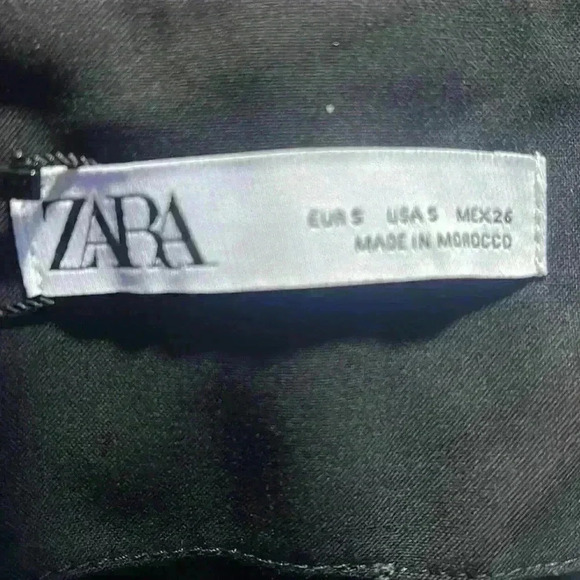 ZARA
EUR S USA S MEX 26
MADE IN MOROCCO